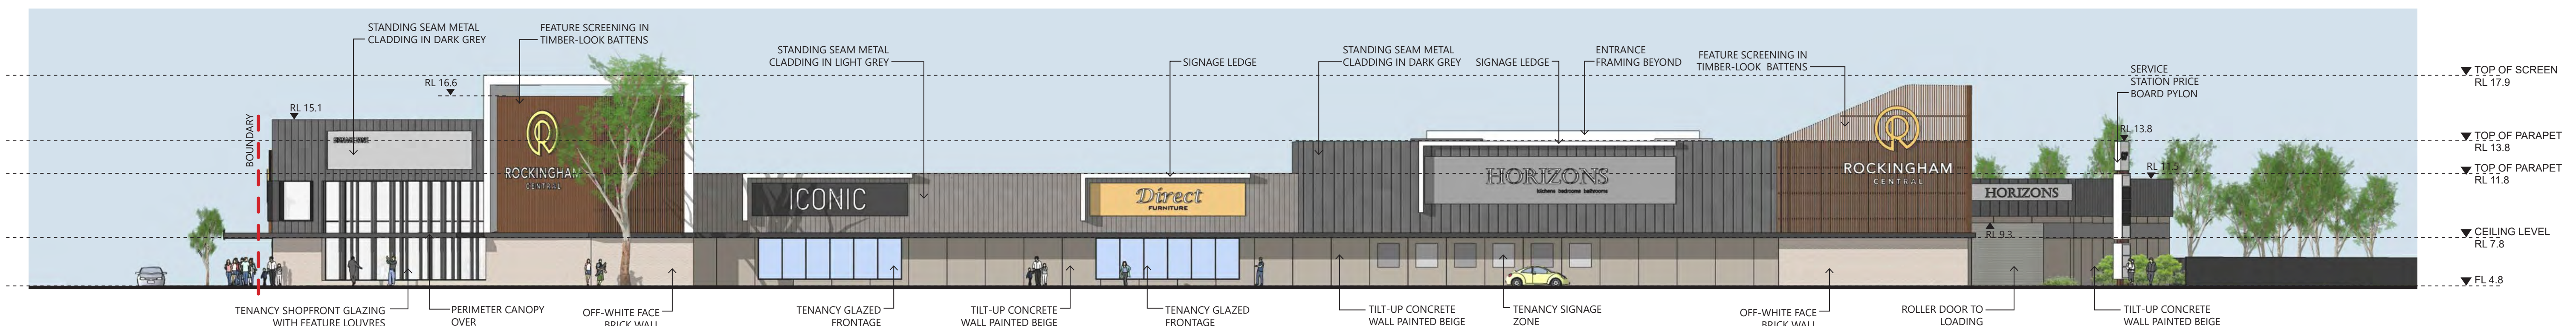 STANDING SEAM METAL
CLADDING IN DARK GREY
FEATURE SCREENING IN
TIMBER-LOOK BATTENS
STANDING SEAM METAL
CLADDING IN LIGHT GREY
SIGNAGE LEDGE
STANDING SEAM METAL
CLADDING IN DARK GREY
SIGNAGE LEDGE
ENTRANCE
FRAMING BEYOND
FEATURE SCREENING IN
TIMBER-LOOK BATTENS
SERVICE
STATION PRICE
BOARD PYLON
TOP OF SCREEN
RL 17.9
RL 16.6
RL 15.1
BOUNDARY
RL 13.8
TOP OF PARAPET
RL 13.8
RL 11.5
TOP OF PARAPET
RL 11.8
R
ROCKINGHAM
CENTRAL
ICONIC
Direct
FURNITURE
HORIZONS
kitchens bedrooms bathrooms
R
ROCKINGHAM
CENTRAL
HORIZONS
RL 9.3
CEILING LEVEL
RL 7.8
FL 4.8
TENANCY SHOPFRONT GLAZING
WITH FEATURE LOUVRES
PERIMETER CANOPY
OVER
OFF-WHITE FACE
BRICK WALL
TENANCY GLAZED
FRONTAGE
TILT-UP CONCRETE
WALL PAINTED BEIGE
TENANCY GLAZED
FRONTAGE
TILT-UP CONCRETE
WALL PAINTED BEIGE
TENANCY SIGNAGE
ZONE
OFF-WHITE FACE
BRICK WALL
ROLLER DOOR TO
LOADING
TILT-UP CONCRETE
WALL PAINTED BEIGE